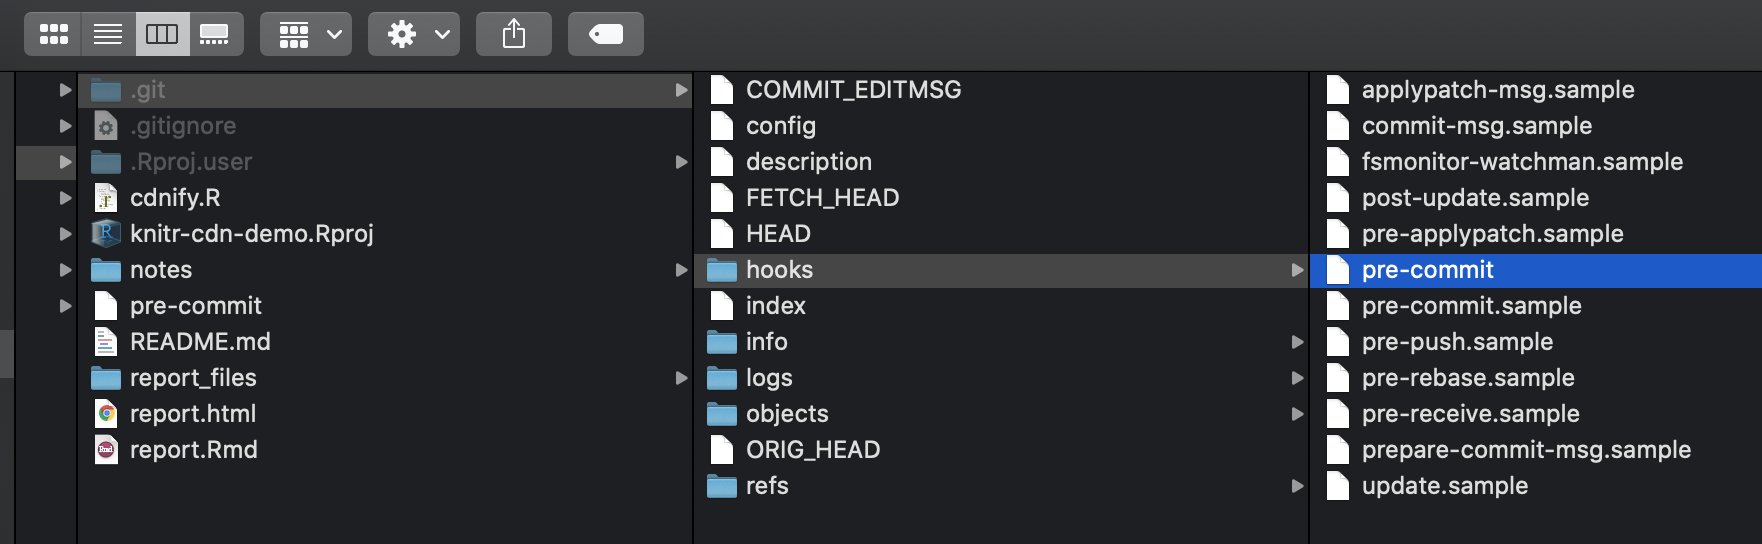 .git
.gitignore
.Rproj.user
cdnify.R
knitr-cdn-demo.Rproj
notes
pre-commit
README.md
report_files
report.html
report.Rmd
COMMIT_EDITMSG
config
description
FETCH_HEAD
HEAD
hooks
index
info
logs
objects
ORIG_HEAD
refs
applypatch-msg.sample
commit-msg.sample
fsmonitor-watchman.sample
post-update.sample
pre-applypatch.sample
pre-commit
pre-commit.sample
pre-push.sample
pre-rebase.sample
pre-receive.sample
prepare-commit-msg.sample
update.sample